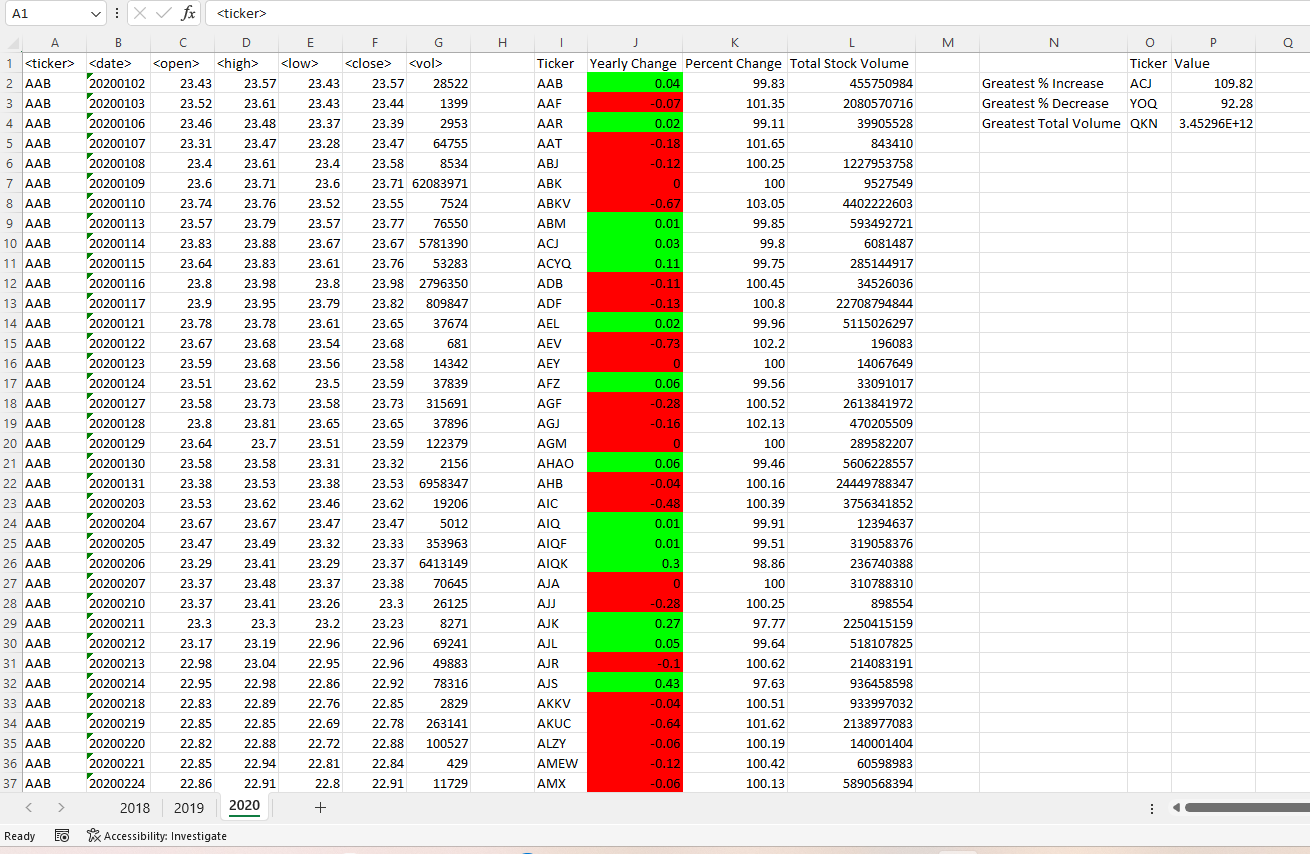 A1 fx <ticker>
A B C D E F G H I J K L M N O P Q
1 <ticker> <date> <open> <high> <low> <close> <vol> Ticker Yearly Change Percent Change Total Stock Volume Ticker Value
2 AAB 20200102 23.43 23.57 23.43 23.57 28522 AAB 0.04 99.83 455750984 Greatest % Increase ACJ 109.82
3 AAB 20200103 23.52 23.61 23.43 23.44 1399 AAF -0.07 101.35 2080570716 Greatest % Decrease YOQ 92.28
4 AAB 20200106 23.46 23.48 23.37 23.39 2953 AAR 0.02 99.11 39905528 Greatest Total Volume QKN 3.45296E+12
5 AAB 20200107 23.31 23.47 23.28 23.47 64755 AAT -0.18 101.65 843410
6 AAB 20200108 23.4 23.61 23.4 23.58 8534 ABJ -0.12 100.25 1227953758
7 AAB 20200109 23.6 23.71 23.6 23.71 62083971 ABK 0 100 9527549
8 AAB 20200110 23.74 23.76 23.52 23.55 7524 ABKV -0.67 103.05 4402222603
9 AAB 20200113 23.57 23.79 23.57 23.77 76550 ABM 0.01 99.85 593492721
10 AAB 20200114 23.83 23.88 23.67 23.67 5781390 ACJ 0.03 99.8 6081487
11 AAB 20200115 23.64 23.83 23.61 23.76 53283 ACYQ 0.11 99.75 285144917
12 AAB 20200116 23.8 23.98 23.8 23.98 2796350 ADB -0.11 100.45 34526036
13 AAB 20200117 23.9 23.95 23.79 23.82 809847 ADF -0.13 100.8 22708794844
14 AAB 20200121 23.78 23.78 23.61 23.65 37674 AEL 0.02 99.96 5115026297
15 AAB 20200122 23.67 23.68 23.54 23.68 681 AEV -0.73 102.2 196083
16 AAB 20200123 23.59 23.68 23.56 23.58 14342 AEY 0 100 14067649
17 AAB 20200124 23.51 23.62 23.5 23.59 37839 AFZ 0.06 99.56 33091017
18 AAB 20200127 23.58 23.73 23.58 23.73 315691 AGF -0.28 100.52 2613841972
19 AAB 20200128 23.8 23.81 23.65 23.65 37896 AGJ -0.16 102.13 470205509
20 AAB 20200129 23.64 23.7 23.51 23.59 122379 AGM 0 100 289582207
21 AAB 20200130 23.58 23.58 23.31 23.32 2156 AHAO 0.06 99.46 5606228557
22 AAB 20200131 23.38 23.53 23.38 23.53 6958347 AHB -0.04 100.16 24449788347
23 AAB 20200203 23.53 23.62 23.46 23.62 19206 AIC -0.48 100.39 3756341852
24 AAB 20200204 23.67 23.67 23.47 23.47 5012 AIQ 0.01 99.91 12394637
25 AAB 20200205 23.47 23.49 23.32 23.33 353963 AIQF 0.01 99.51 319058376
26 AAB 20200206 23.29 23.41 23.29 23.37 6413149 AIQK 0.3 98.86 236740388
27 AAB 20200207 23.37 23.48 23.37 23.38 70645 AJA 0 100 310788310
28 AAB 20200210 23.37 23.41 23.26 23.3 26125 AJJ -0.28 100.25 898554
29 AAB 20200211 23.3 23.3 23.2 23.23 8271 AJK 0.27 97.77 2250415159
30 AAB 20200212 23.17 23.19 22.96 22.96 69241 AJL 0.05 99.64 518107825
31 AAB 20200213 22.98 23.04 22.95 22.96 49883 AJR -0.1 100.62 214083191
32 AAB 20200214 22.95 22.98 22.86 22.92 78316 AJS 0.43 97.63 936458598
33 AAB 20200218 22.83 22.89 22.76 22.85 2829 AKKV -0.04 100.51 933997032
34 AAB 20200219 22.85 22.85 22.69 22.78 263141 AKUC -0.64 101.62 2138977083
35 AAB 20200220 22.82 22.88 22.72 22.88 100527 ALZY -0.06 100.19 140001404
36 AAB 20200221 22.85 22.94 22.81 22.84 429 AMEW -0.12 100.42 60598983
37 AAB 20200224 22.86 22.91 22.8 22.91 11729 AMX -0.06 100.13 5890568394
2018 2019 2020
Ready Accessibility: Investigate